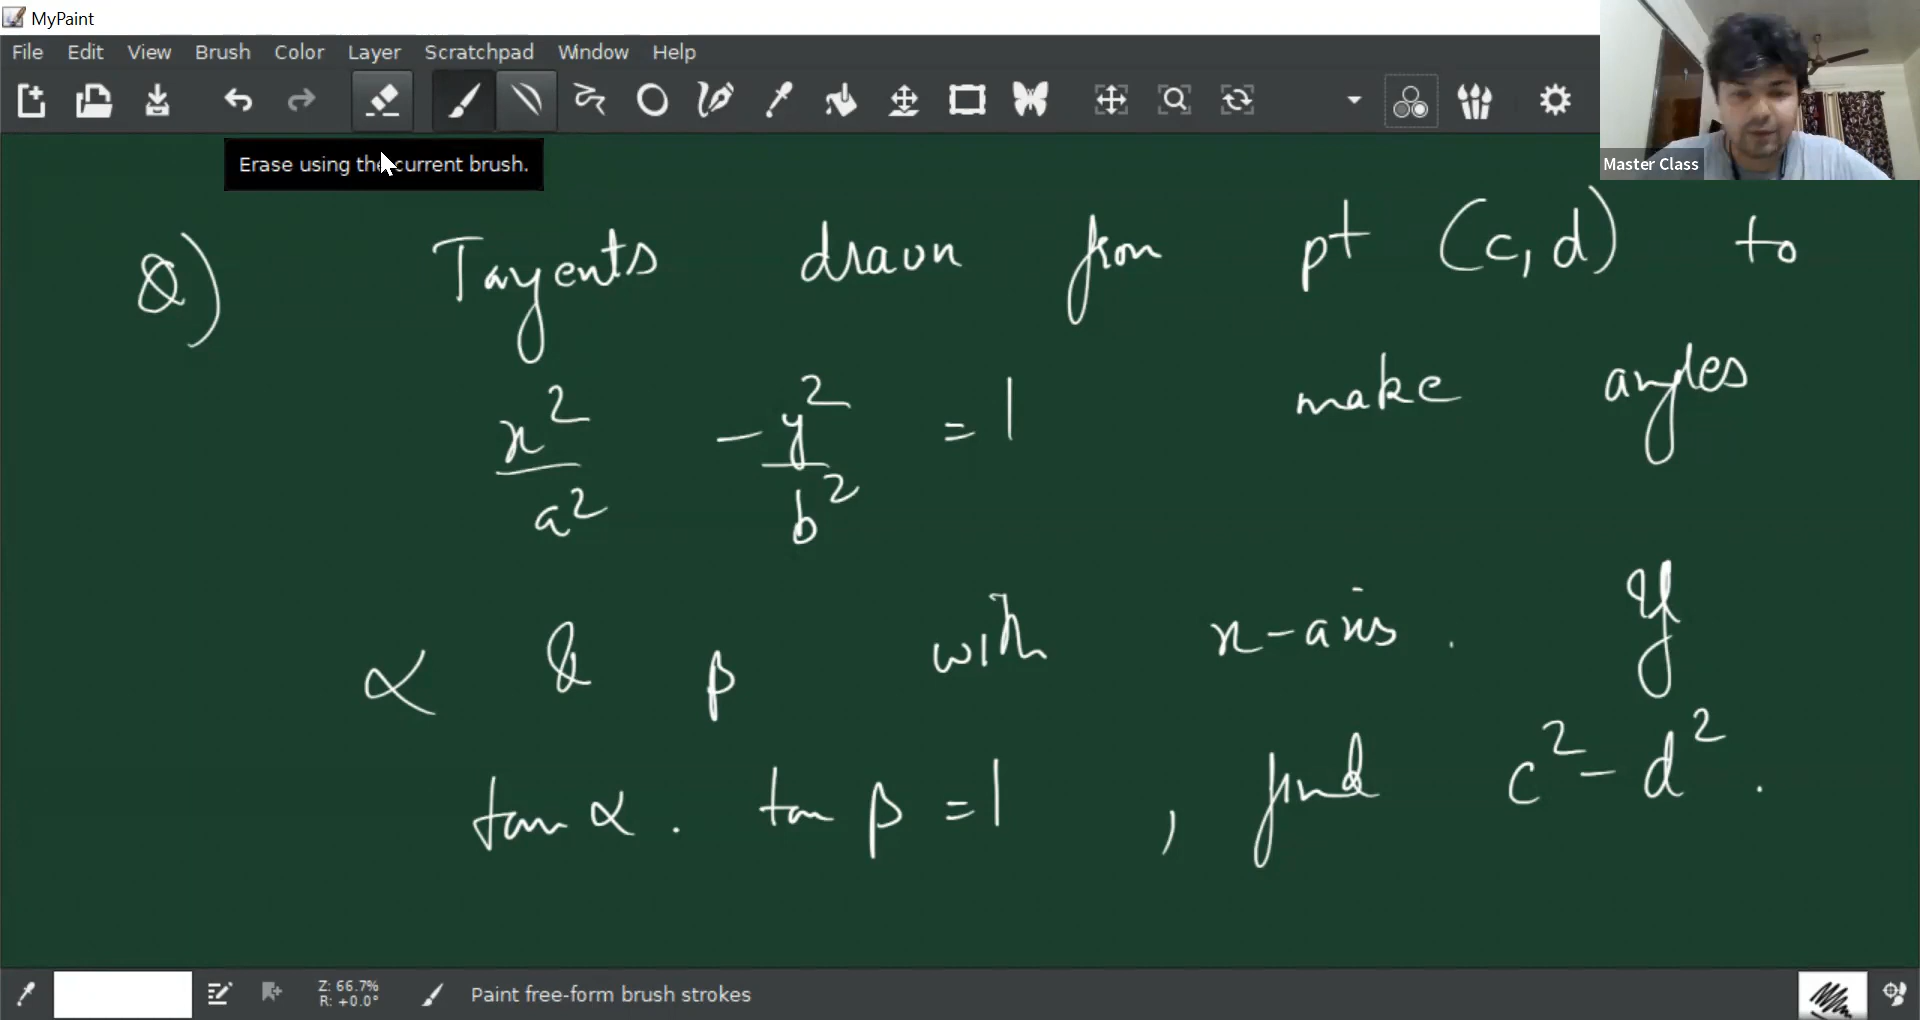 MyPaint
File Edit View Brush Color Layer Scratchpad Window Help
Erase using the current brush.
Master Class
Q) Tangents drawn from pt (c, d) to
x²/a² - y²/b² = 1 make angles
α & β with x-axis. If
tan α . tan β = 1 , find c² - d² .
Z: 66.7%
R: +0.0°
Paint free-form brush strokes